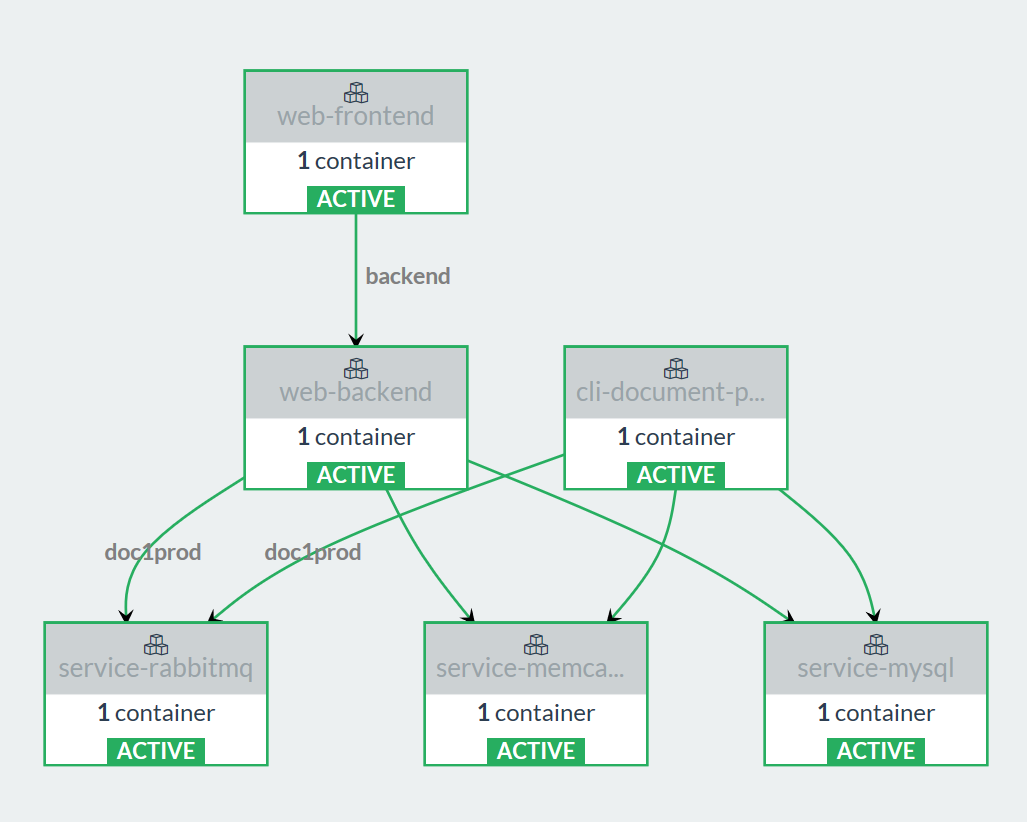 web-frontend
1 container
ACTIVE
backend
web-backend
1 container
ACTIVE
cli-document-p...
1 container
ACTIVE
doc1prod
doc1prod
service-rabbitmq
1 container
ACTIVE
service-memca...
1 container
ACTIVE
service-mysql
1 container
ACTIVE